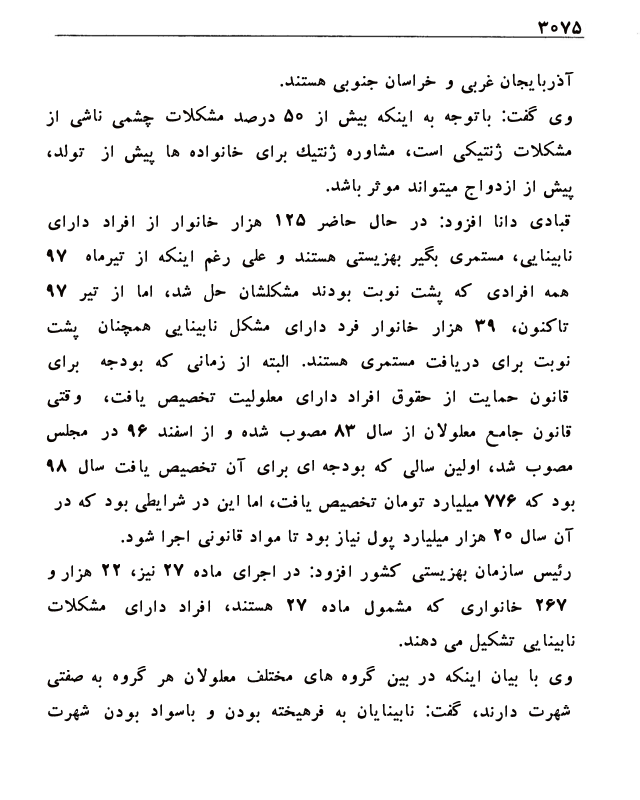 ۳۰۷۵
آذربایجان غربی و خراسان جنوبی هستند.
وی گفت: باتوجه به اینکه بیش از ۵۰ درصد مشکلات چشمی ناشی از
مشکلات ژنتیکی است، مشاوره ژنتیك برای خانواده ها پیش از تولد،
پیش از ازدواج میتواند موثر باشد.
قبادی دانا افزود: در حال حاضر ۱۲۵ هزار خانوار از افراد دارای
نابینایی، مستمری بگیر بهزیستی هستند و علی رغم اینکه از تیرماه ۹۷
همه افرادی که پشت نوبت بودند مشکلشان حل شد، اما از تیر ۹۷
تاکنون، ۳۹ هزار خانوار فرد دارای مشکل نابینایی همچنان پشت
نوبت برای دریافت مستمری هستند. البته از زمانی که بودجه برای
قانون حمایت از حقوق افراد دارای معلولیت تخصیص یافت، وقتی
قانون جامع معلولان از سال ۸۳ مصوب شده و از اسفند ۹۶ در مجلس
مصوب شد، اولین سالی که بودجه ای برای آن تخصیص یافت سال ۹۸
بود که ۷۷۶ میلیارد تومان تخصیص یافت، اما این در شرایطی بود که در
آن سال ۲۰ هزار میلیارد پول نیاز بود تا مواد قانونی اجرا شود.
رئیس سازمان بهزیستی کشور افزود: در اجرای ماده ۲۷ نیز، ۲۲ هزار و
۲۶۷ خانواری که مشمول ماده ۲۷ هستند، افراد دارای مشکلات
نابینایی تشکیل می دهند.
وی با بیان اینکه در بین گروه های مختلف معلولان هر گروه به صفتی
شهرت دارند، گفت: نابینایان به فرهیخته بودن و باسواد بودن شهرت